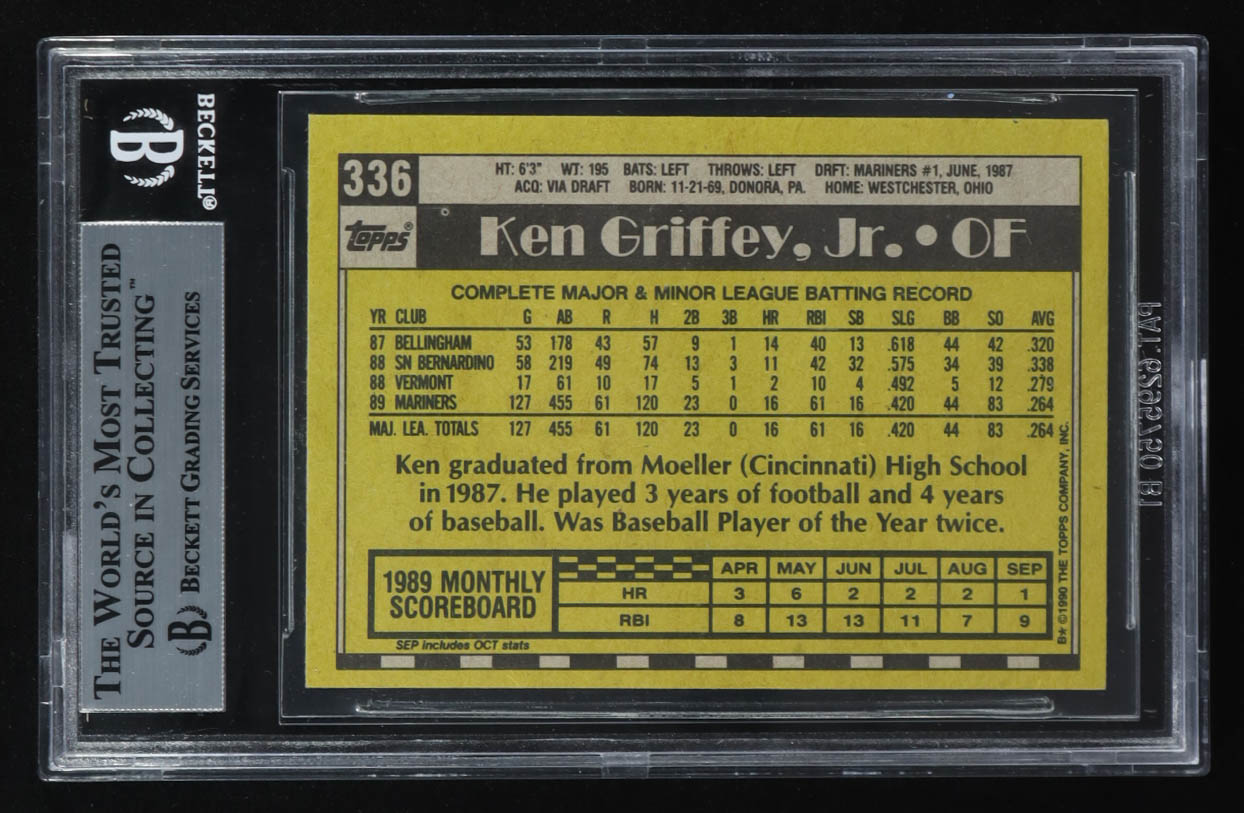 BECKETT®
B
THE WORLD'S MOST TRUSTED
SOURCE IN COLLECTING™
B BECKETT GRADING SERVICES
336
HT: 6'3" WT: 195 BATS: LEFT THROWS: LEFT DRFT: MARINERS #1, JUNE, 1987
ACQ: VIA DRAFT BORN: 11-21-69, DONORA, PA. HOME: WESTCHESTER, OHIO
Topps®
Ken Griffey, Jr. • OF
COMPLETE MAJOR & MINOR LEAGUE BATTING RECORD
YR CLUB G AB R H 2B 3B HR RBI SB SLG BB SO AVG
87 BELLINGHAM 53 178 43 57 9 1 14 40 13 .618 44 42 .320
88 SN BERNARDINO 58 219 49 74 13 3 11 42 32 .575 34 39 .338
88 VERMONT 17 61 10 17 5 1 2 10 4 .492 5 12 .279
89 MARINERS 127 455 61 120 23 0 16 61 16 .420 44 83 .264
MAJ. LEA. TOTALS 127 455 61 120 23 0 16 61 16 .420 44 83 .264
Ken graduated from Moeller (Cincinnati) High School
in 1987. He played 3 years of football and 4 years
of baseball. Was Baseball Player of the Year twice.
1989 MONTHLY
SCOREBOARD
APR MAY JUN JUL AUG SEP
HR 3 6 2 2 2 1
RBI 8 13 13 11 7 9
SEP includes OCT stats
B* ©1990 THE TOPPS COMPANY, INC.